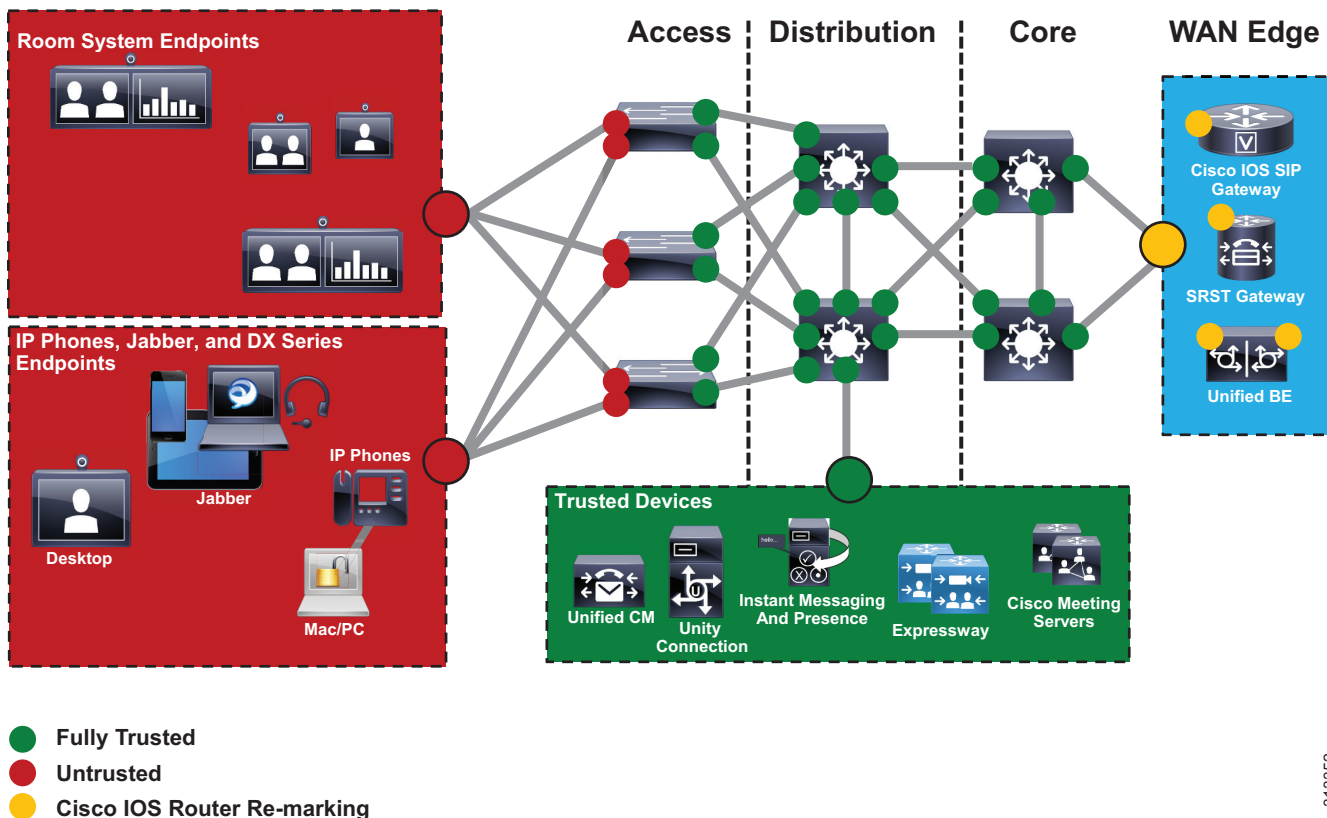 Access
Distribution
Core
WAN Edge
Room System Endpoints
IP Phones, Jabber, and DX Series
Endpoints
Jabber
IP Phones
Desktop
Mac/PC
V
Cisco IOS SIP
Gateway
SRST Gateway
Unified BE
Trusted Devices
hello...
U
Unified CM
Unity
Connection
Instant Messaging
And Presence
Expressway
Cisco Meeting
Servers
Fully Trusted
Untrusted
Cisco IOS Router Re-marking